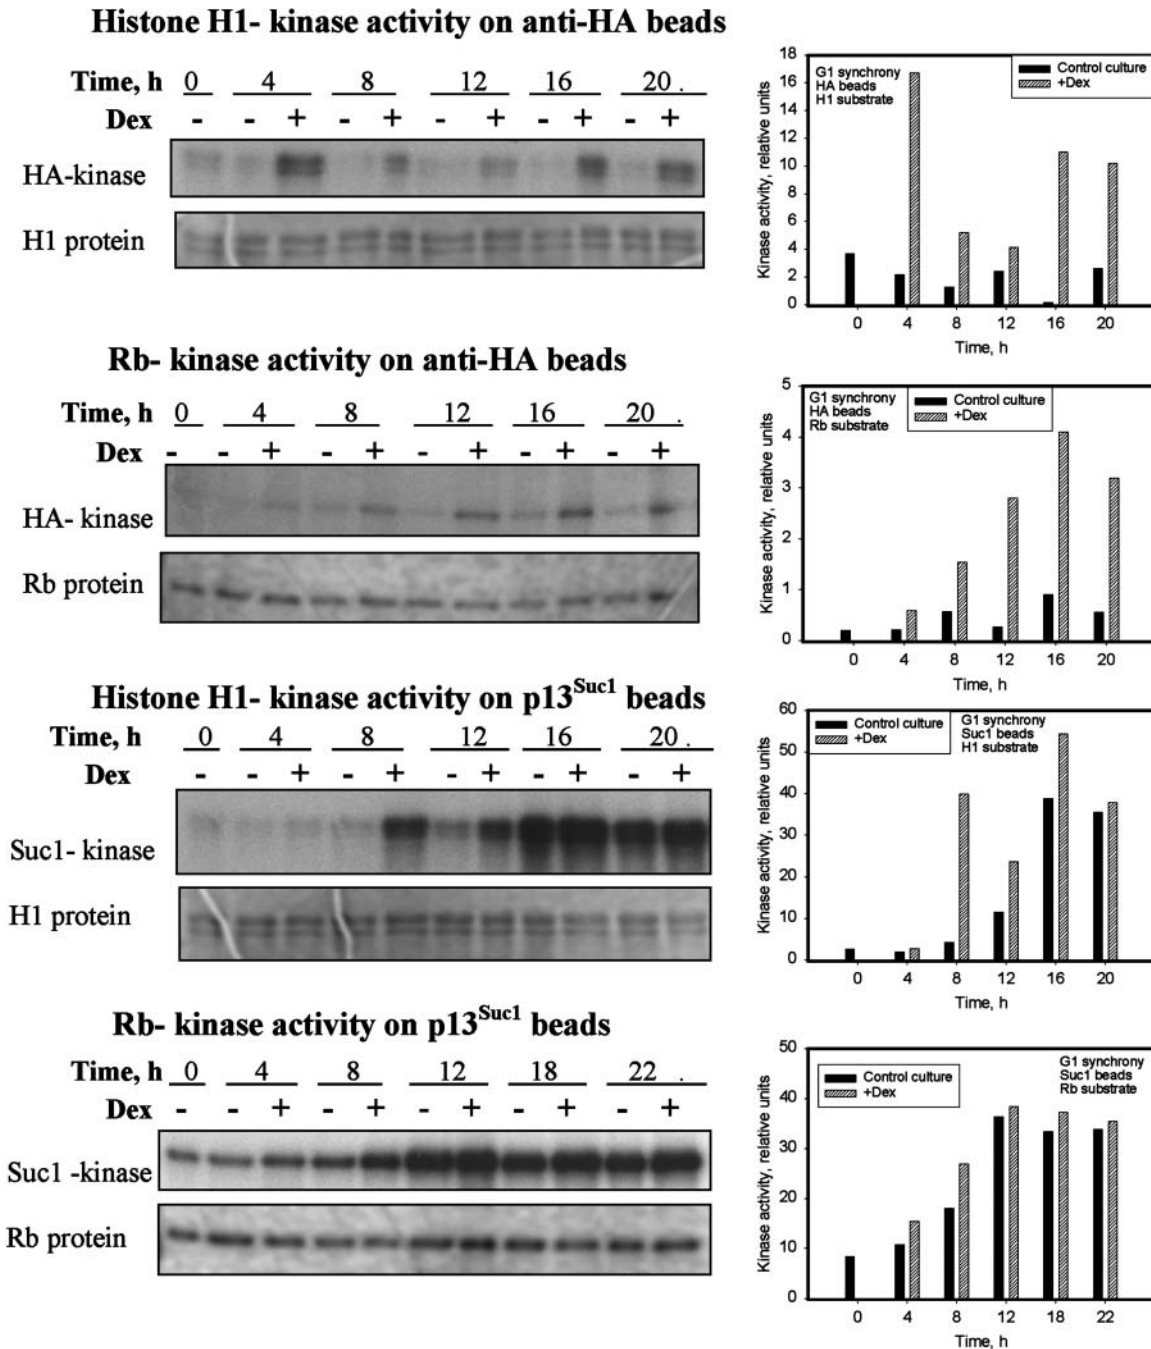 Histone H1- kinase activity on anti-HA beads
Time, h 0 4 8 12 16 20 .
Dex - - + - + - + - + - +
HA-kinase
H1 protein
18
16
14
12
10
8
6
4
2
0
Kinase activity, relative units
G1 synchrony
HA beads
H1 substrate
Control culture
+Dex
0 4 8 12 16 20
Time, h
Rb- kinase activity on anti-HA beads
Time, h 0 4 8 12 16 20 .
Dex - - + - + - + - + - +
HA- kinase
Rb protein
5
4
3
2
1
0
Kinase activity, relative units
G1 synchrony
HA beads
Rb substrate
Control culture
+Dex
0 4 8 12 16 20
Time, h
Histone H1- kinase activity on p13Suc1 beads
Time, h 0 4 8 12 16 20 .
Dex - - + - + - + - + - +
Suc1- kinase
H1 protein
60
50
40
30
20
10
0
Kinase activity, relative units
Control culture
+Dex
G1 synchrony
Suc1 beads
H1 substrate
0 4 8 12 16 20
Time, h
Rb- kinase activity on p13Suc1 beads
Time, h 0 4 8 12 18 22 .
Dex - - + - + - + - + - +
Suc1 -kinase
Rb protein
50
40
30
20
10
0
Kinase activity, relative units
Control culture
+Dex
G1 synchrony
Suc1 beads
Rb substrate
0 4 8 12 18 22
Time, h